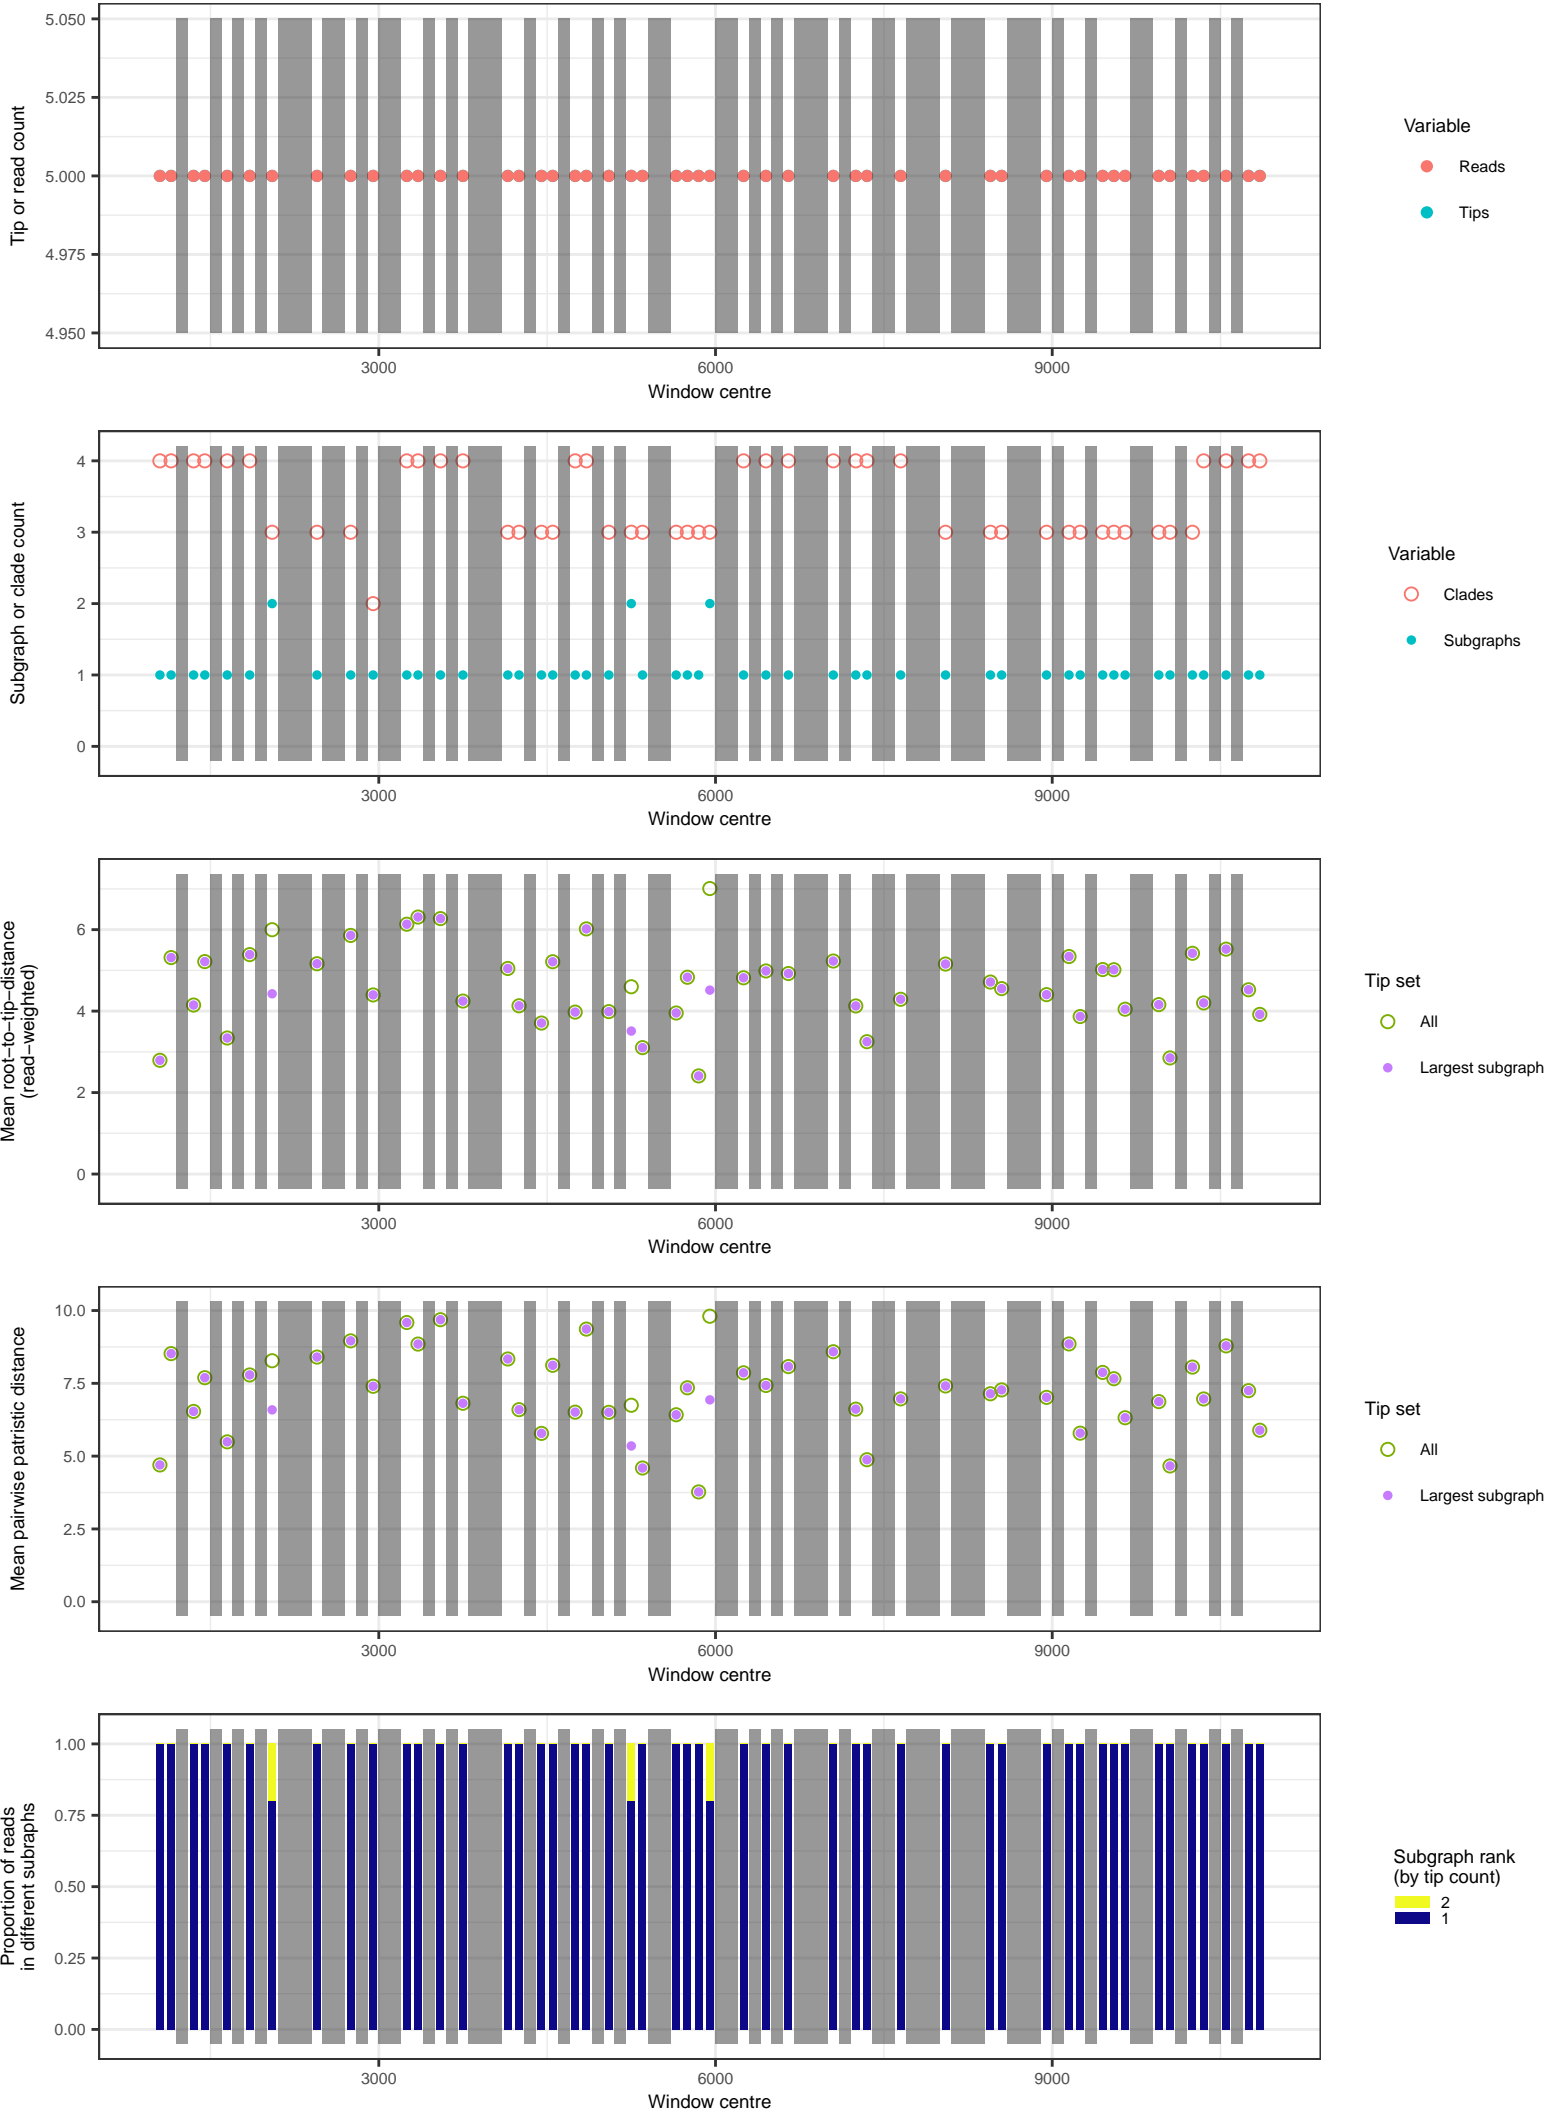 5.050
5.025
5.000
4.975
4.950
Tip or read count
3000
6000
9000
Window centre
Variable
Reads
Tips
4
3
2
1
0
Subgraph or clade count
3000
6000
9000
Window centre
Variable
Clades
Subgraphs
6
4
2
0
Mean root−to−tip−distance
(read−weighted)
3000
6000
9000
Window centre
Tip set
All
Largest subgraph
10.0
7.5
5.0
2.5
0.0
Mean pairwise patristic distance
3000
6000
9000
Window centre
Tip set
All
Largest subgraph
1.00
0.75
0.50
0.25
0.00
Proportion of reads
in different subraphs
3000
6000
9000
Window centre
Subgraph rank
(by tip count)
2
1